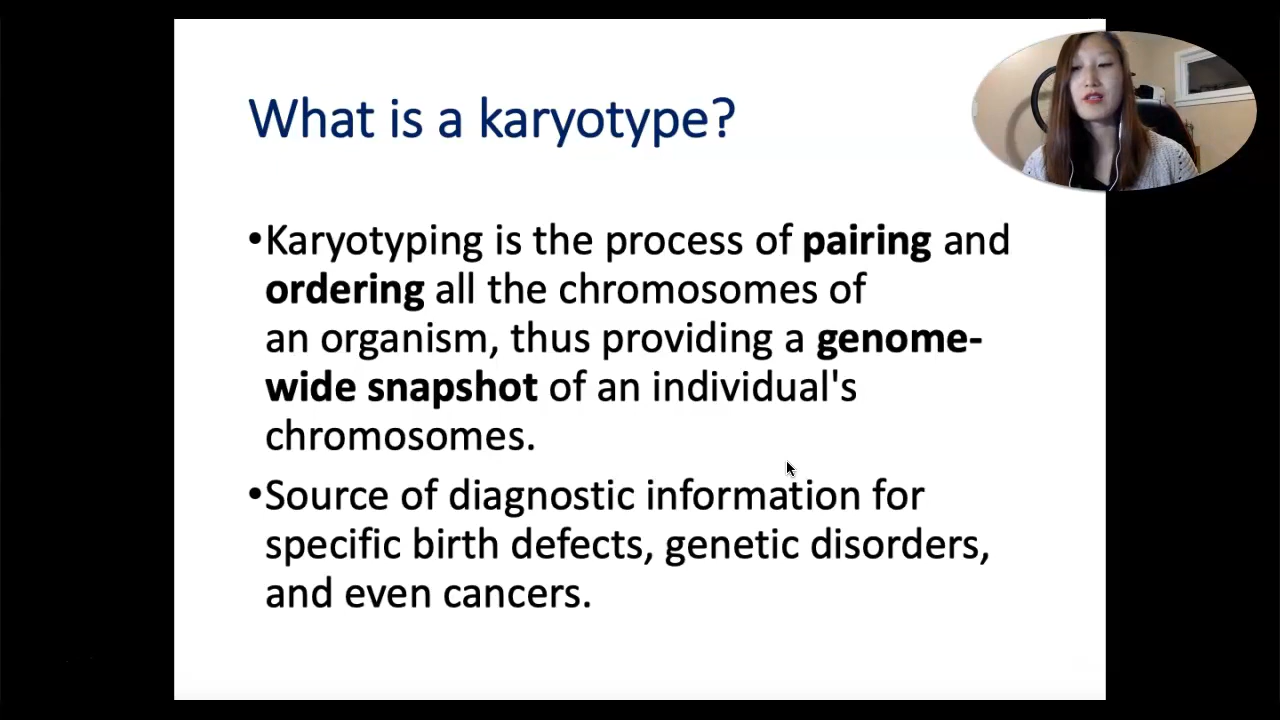 What is a karyotype?
•Karyotyping is the process of pairing and
ordering all the chromosomes of
an organism, thus providing a genome-
wide snapshot of an individual's
chromosomes.
•Source of diagnostic information for
specific birth defects, genetic disorders,
and even cancers.